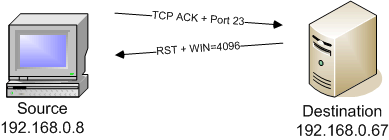 TCP ACK + Port 23
RST + WIN=4096
Source
192.168.0.8
Destination
192.168.0.67